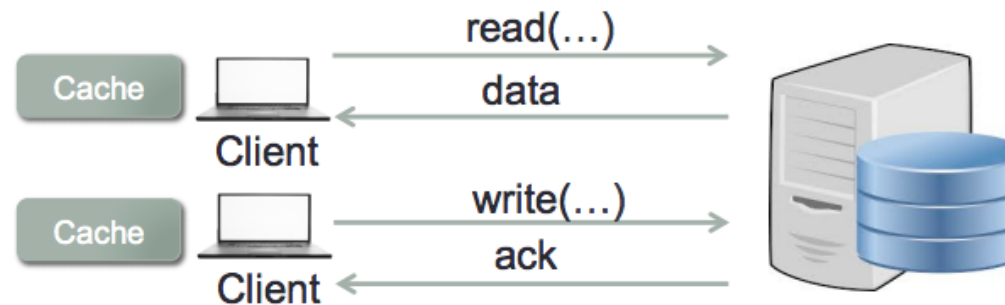 read(…)
Cache
data
Client
write(…)
Cache
ack
Client